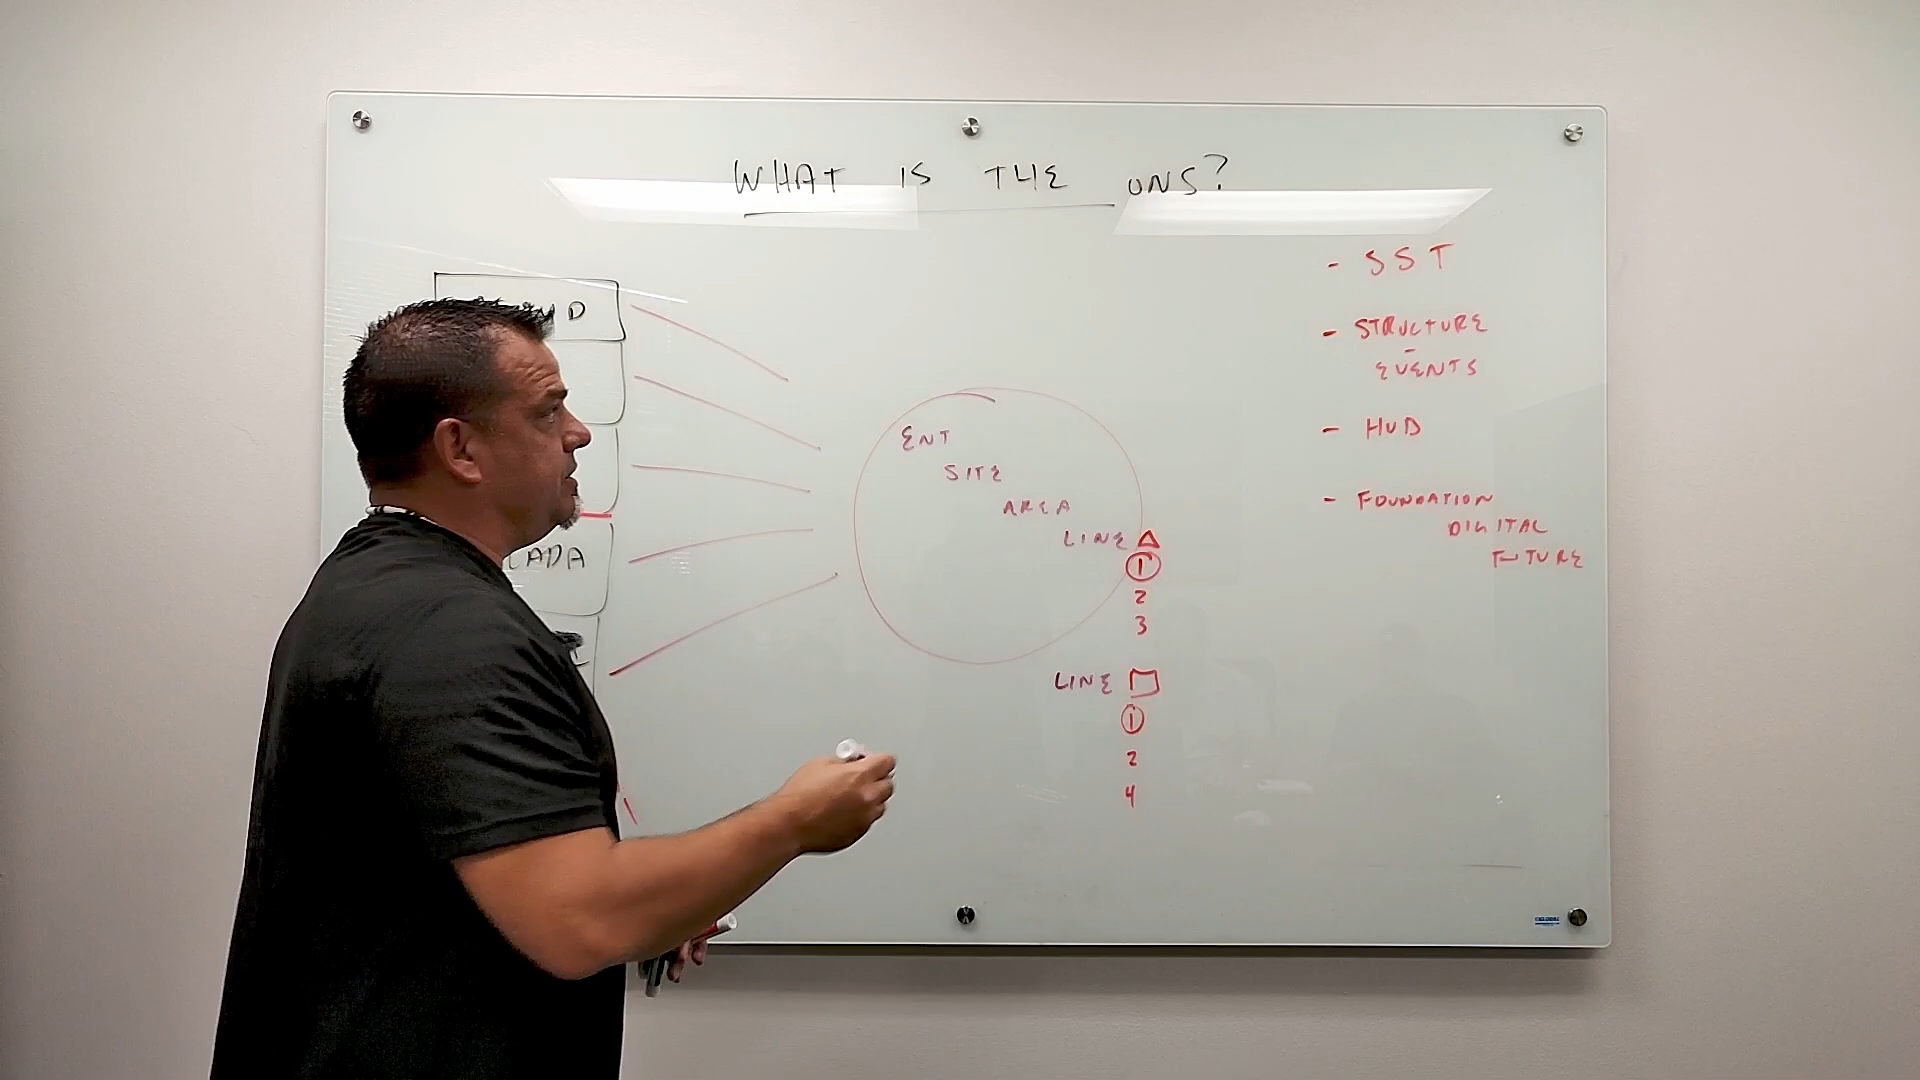 WHAT IS THE UNS?
D
CADA
ENT
SITE
AREA
LINE
1
2
3
LINE
1
2
4
- SST
- STRUCTURE
- EVENTS
- HUD
- FOUNDATION
DIGITAL
FUTURE